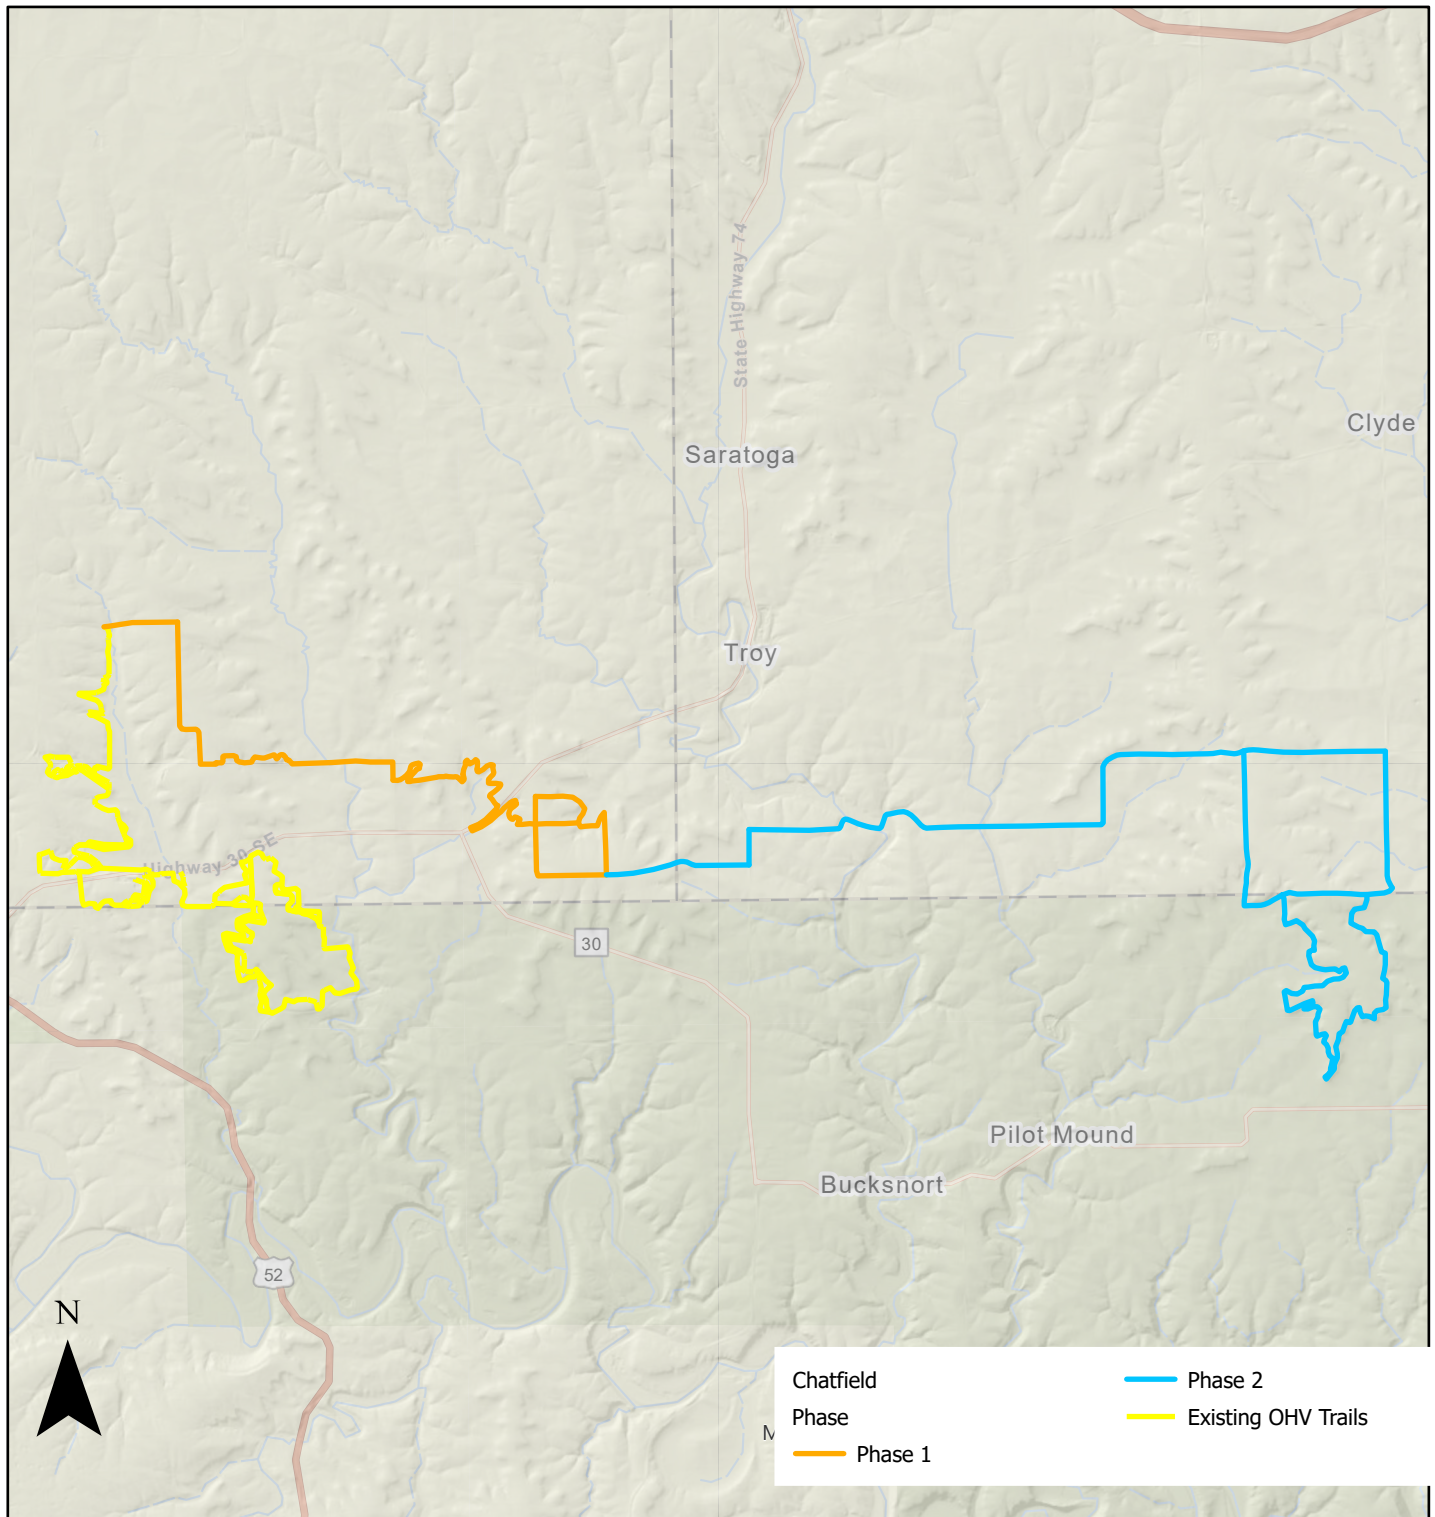 State Highway 74
Clyde
Saratoga
Troy
Highway 30 SE
30
Pilot Mound
Bucksnort
52
N
Chatfield
Phase
Phase 1
Phase 2
Existing OHV Trails
M